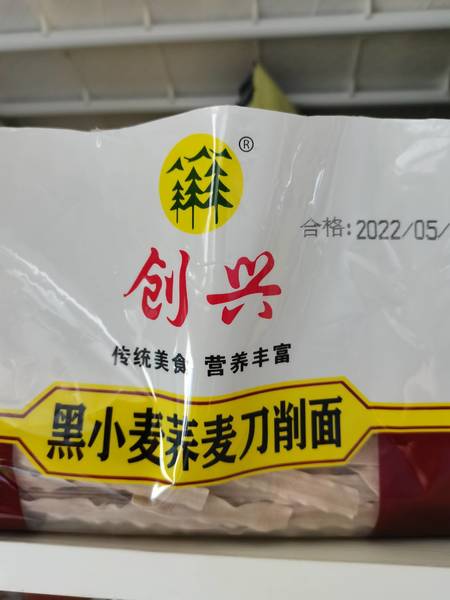 ®
合格:2022/05/
创兴
传统美食 营养丰富
黑小麦荞麦刀削面